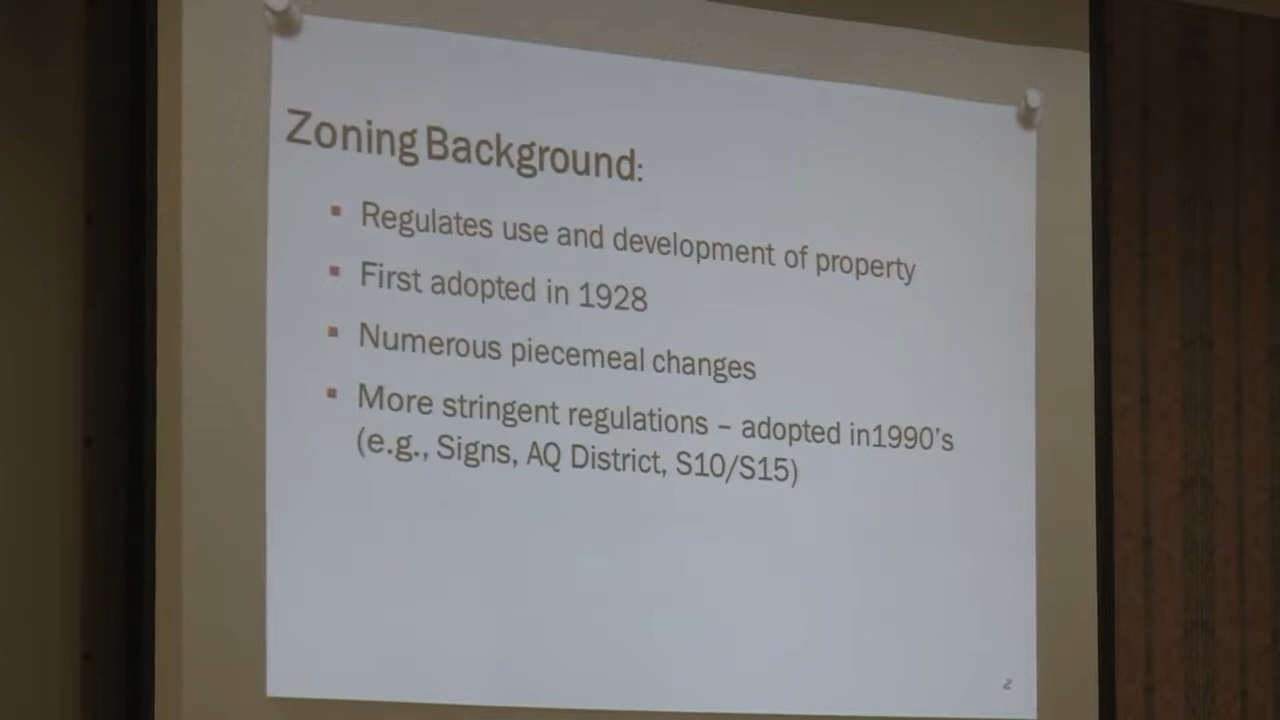 Zoning Background:
▪ Regulates use and development of property
▪ First adopted in 1928
▪ Numerous piecemeal changes
▪ More stringent regulations – adopted in1990's
(e.g., Signs, AQ District, S10/S15)
2